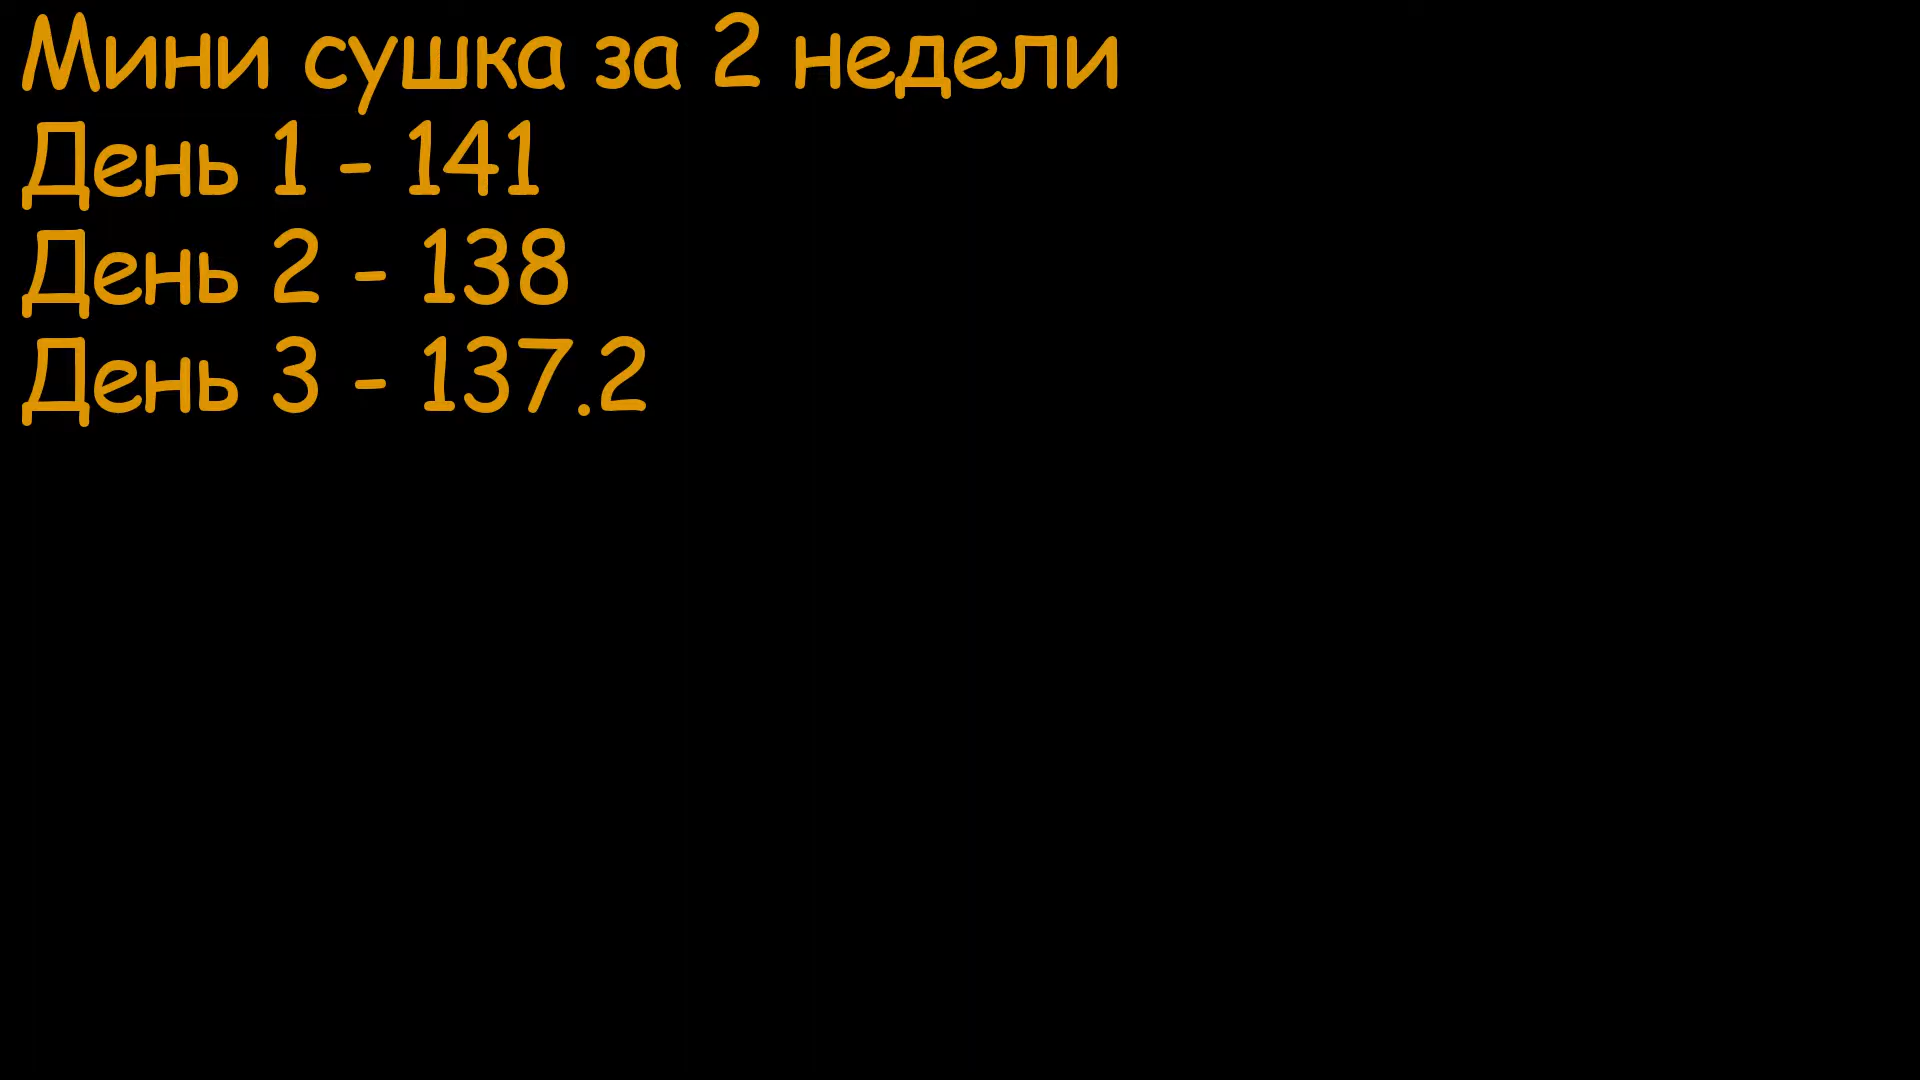 Мини сушка за 2 недели
День 1 - 141
День 2 - 138
День 3 - 137.2